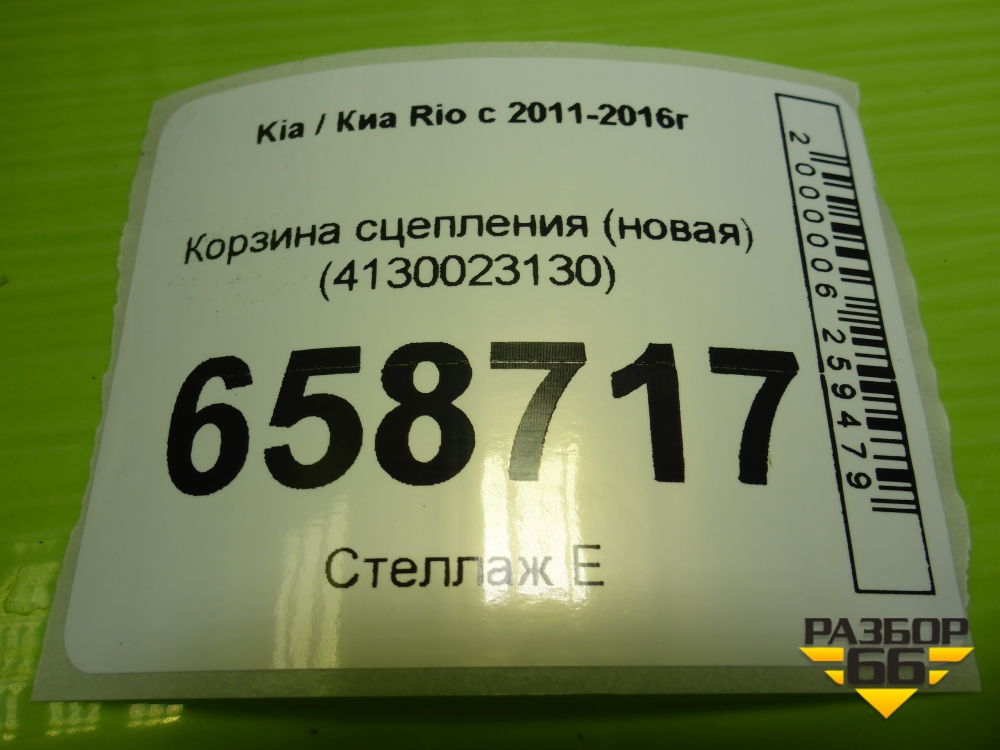 Kia / Киа Rio с 2011-2016г
Корзина сцепления (новая)
(4130023130)
658717
Стеллаж Е
2000006259479
РАЗБОР
66